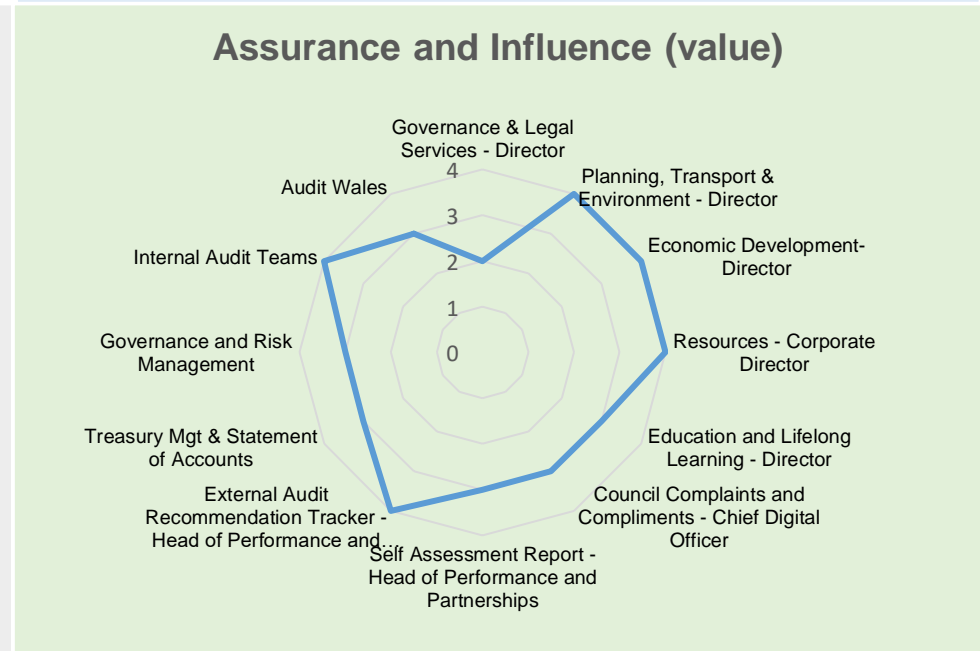 Assurance and Influence (value)
Governance & Legal
Services - Director
Planning, Transport &
Environment - Director
Economic Development-
Director
Resources - Corporate
Director
Education and Lifelong
Learning - Director
Council Complaints and
Compliments - Chief Digital
Officer
Self Assessment Report -
Head of Performance and
Partnerships
External Audit
Recommendation Tracker -
Head of Performance and…
Treasury Mgt & Statement
of Accounts
Governance and Risk
Management
Internal Audit Teams
Audit Wales
4
3
2
1
0